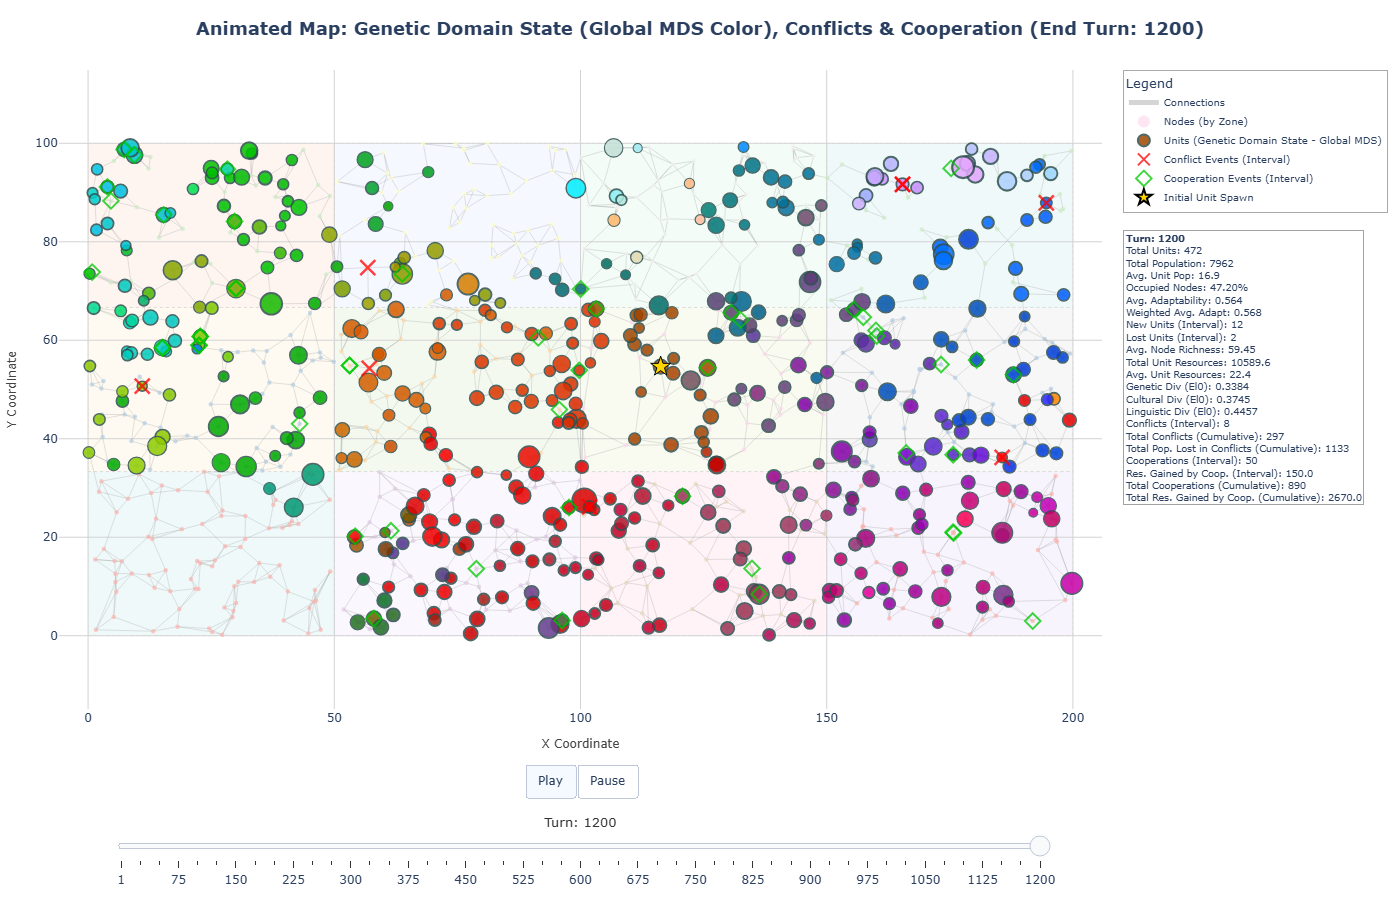 Animated Map: Genetic Domain State (Global MDS Color), Conflicts & Cooperation (End Turn: 1200)
Legend
Connections
Nodes (by Zone)
Units (Genetic Domain State - Global MDS)
Conflict Events (Interval)
Cooperation Events (Interval)
Initial Unit Spawn
Turn: 1200
Total Units: 472
Total Population: 7962
Avg. Unit Pop: 16.9
Occupied Nodes: 47.20%
Avg. Adaptability: 0.564
Weighted Avg. Adapt: 0.568
New Units (Interval): 12
Lost Units (Interval): 2
Avg. Node Richness: 59.45
Total Unit Resources: 10589.6
Avg. Unit Resources: 22.4
Genetic Div (El0): 0.3384
Cultural Div (El0): 0.3745
Linguistic Div (El0): 0.4457
Conflicts (Interval): 8
Total Conflicts (Cumulative): 297
Total Pop. Lost in Conflicts (Cumulative): 1133
Cooperations (Interval): 50
Res. Gained by Coop. (Interval): 150.0
Total Cooperations (Cumulative): 890
Total Res. Gained by Coop. (Cumulative): 2670.0
Y Coordinate
100
80
60
40
20
0
0 50 100 150 200
X Coordinate
Play Pause
Turn: 1200
1 75 150 225 300 375 450 525 600 675 750 825 900 975 1050 1125 1200